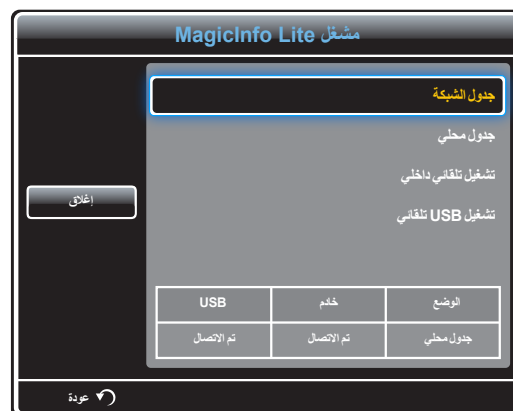 مشغل MagicInfo Lite
جدول الشبكة
جدول محلي
تشغيل تلقائي داخلي
تشغيل USB تلقائي
إغلاق
الوضع خادم USB
جدول محلي تم الاتصال تم الاتصال
عودة